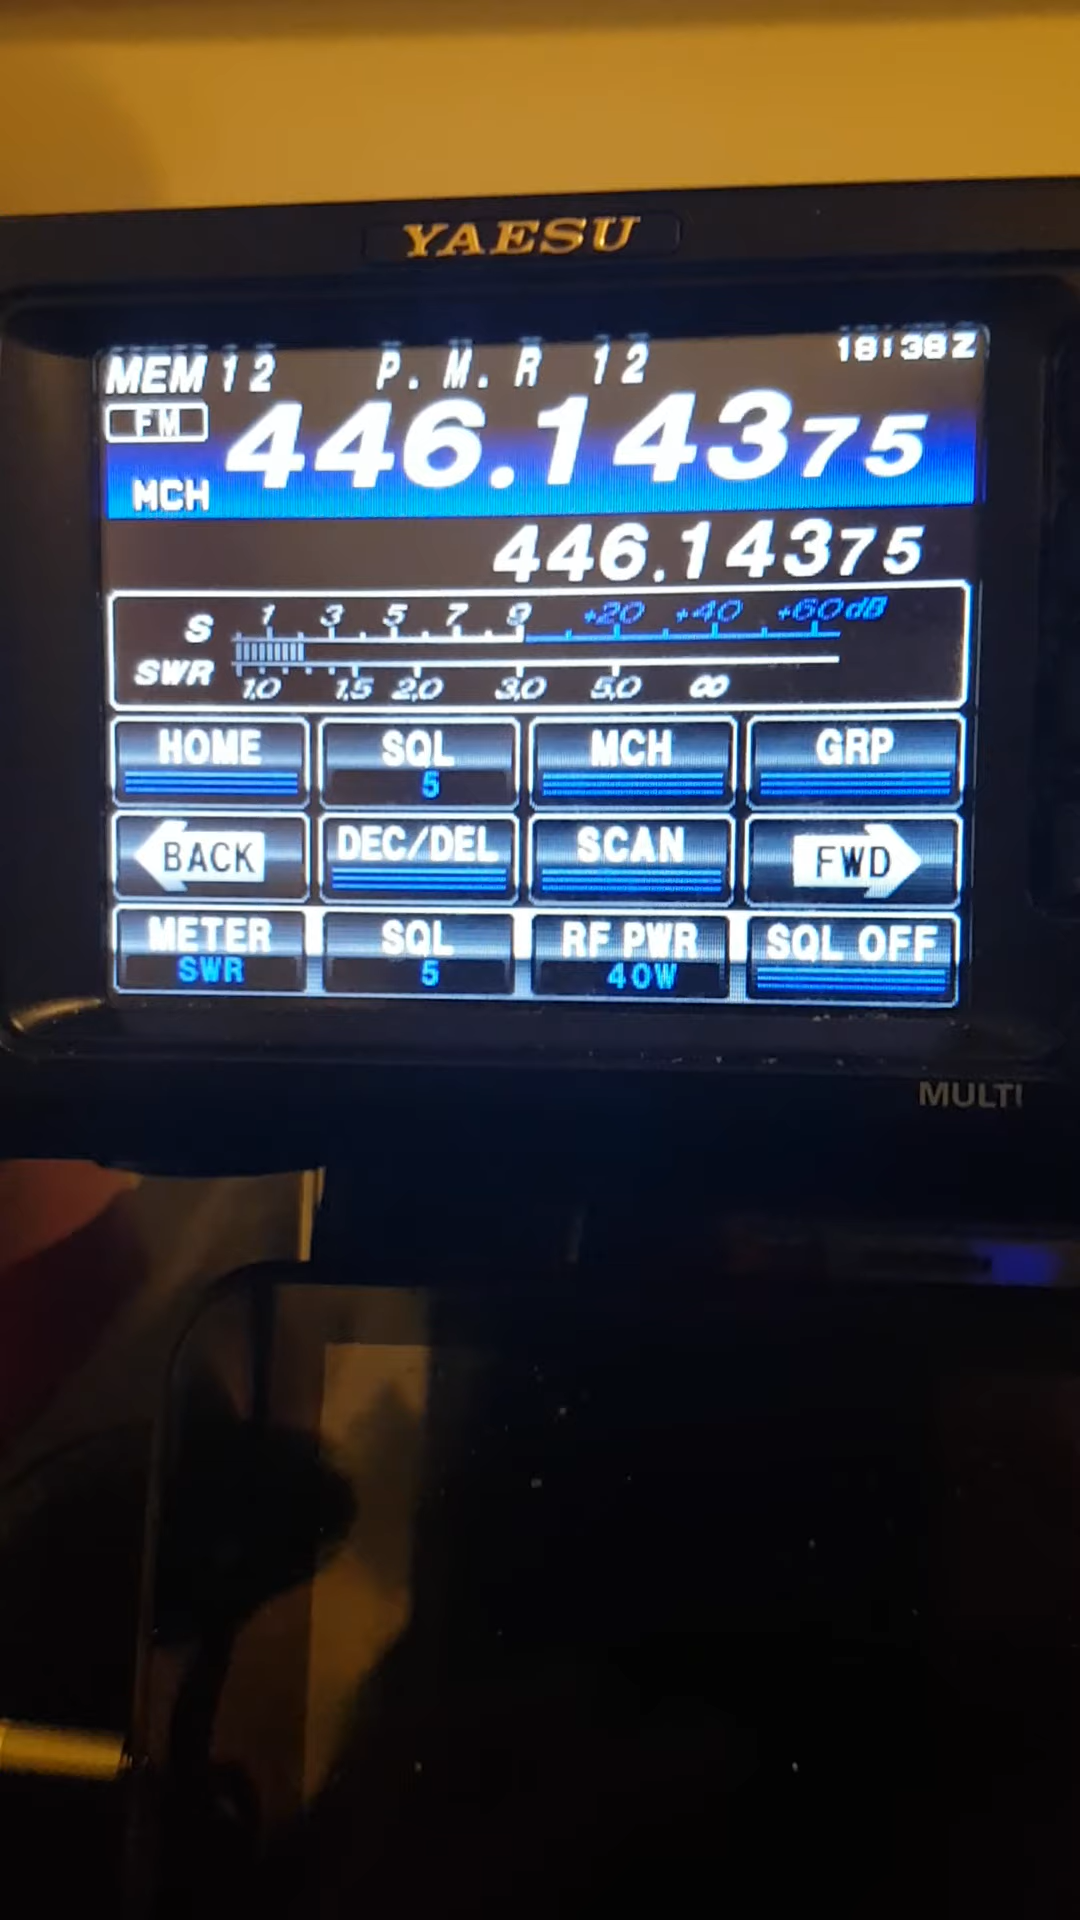 YAESU
MEM 12 P.M.R 12 18:38Z
FM 446.14375
MCH
446.14375
S 1 3 5 7 9 +20 +40 +60dB
SWR 1.0 1.5 2.0 3.0 5.0 ∞
HOME SQL 5 MCH GRP
BACK DEC/DEL SCAN FWD
METER SWR SQL 5 RF PWR 40W SQL OFF
MULTI